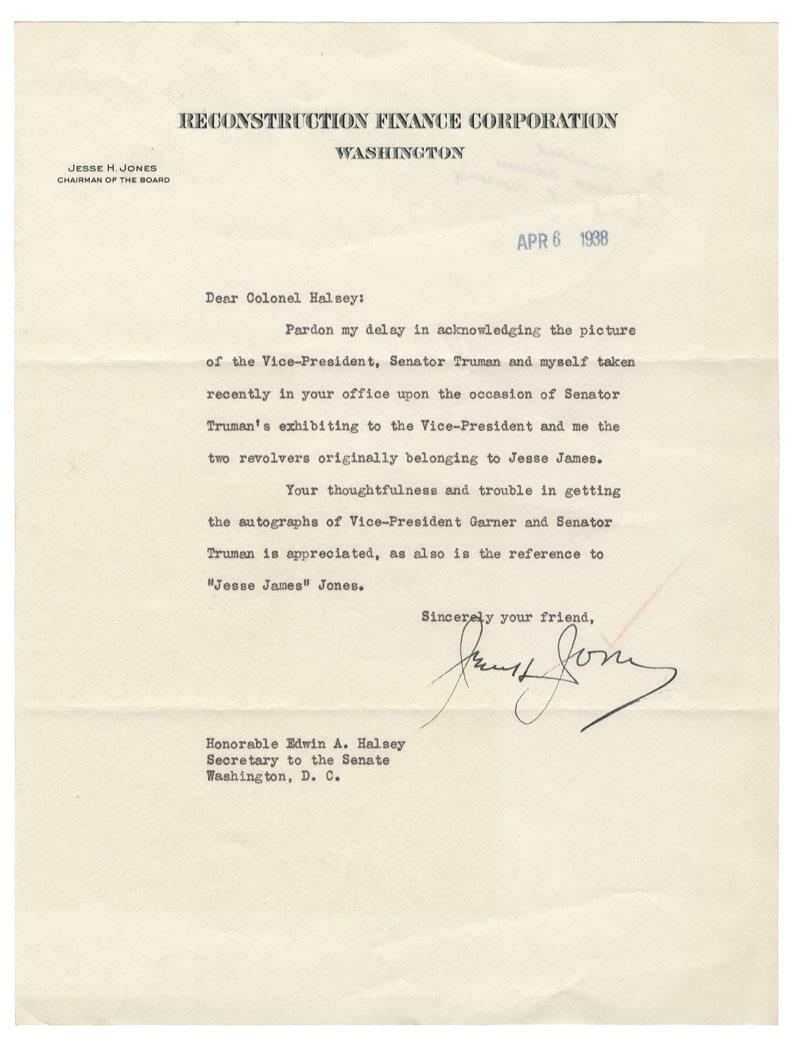 RECONSTRUCTION FINANCE CORPORATION
WASHINGTON
JESSE H. JONES
CHAIRMAN OF THE BOARD
APR 6 1938
Dear Colonel Halsey:
Pardon my delay in acknowledging the picture
of the Vice-President, Senator Truman and myself taken
recently in your office upon the occasion of Senator
Truman's exhibiting to the Vice-President and me the
two revolvers originally belonging to Jesse James.
Your thoughtfulness and trouble in getting
the autographs of Vice-President Garner and Senator
Truman is appreciated, as also is the reference to
"Jesse James" Jones.
Sincerely your friend,
Jesse H Jones
Honorable Edwin A. Halsey
Secretary to the Senate
Washington, D. C.